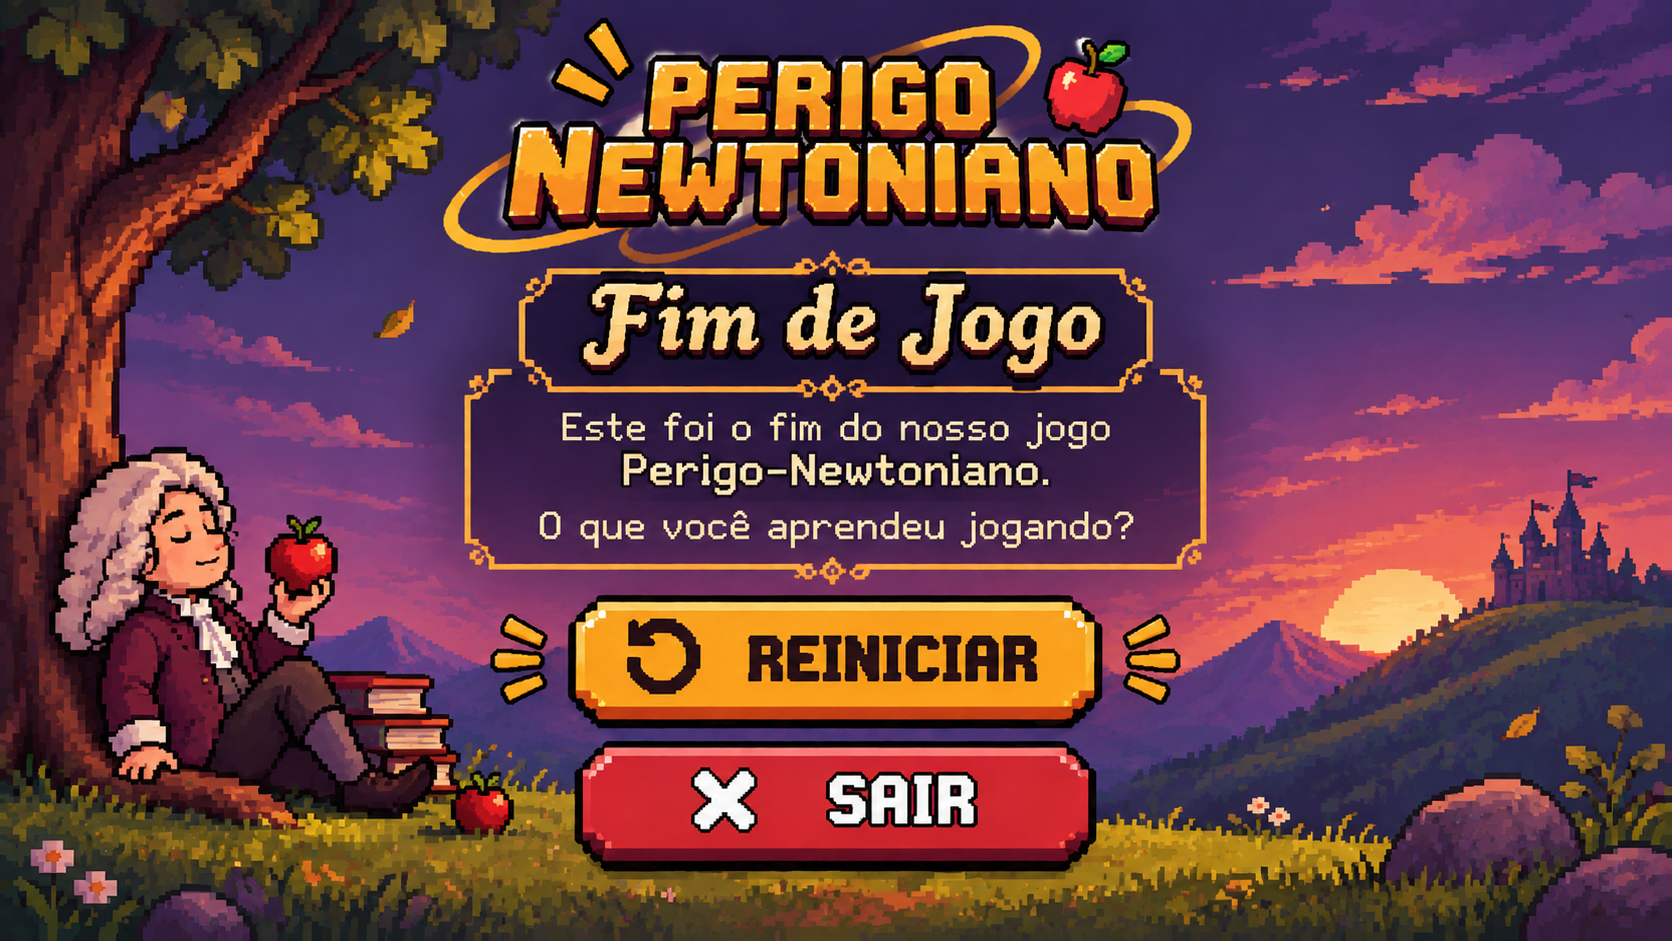 PERIGO
NEWTONIANO
Fim de Jogo
Este foi o fim do nosso jogo
Perigo-Newtoniano.
O que você aprendeu jogando?
REINICIAR
SAIR